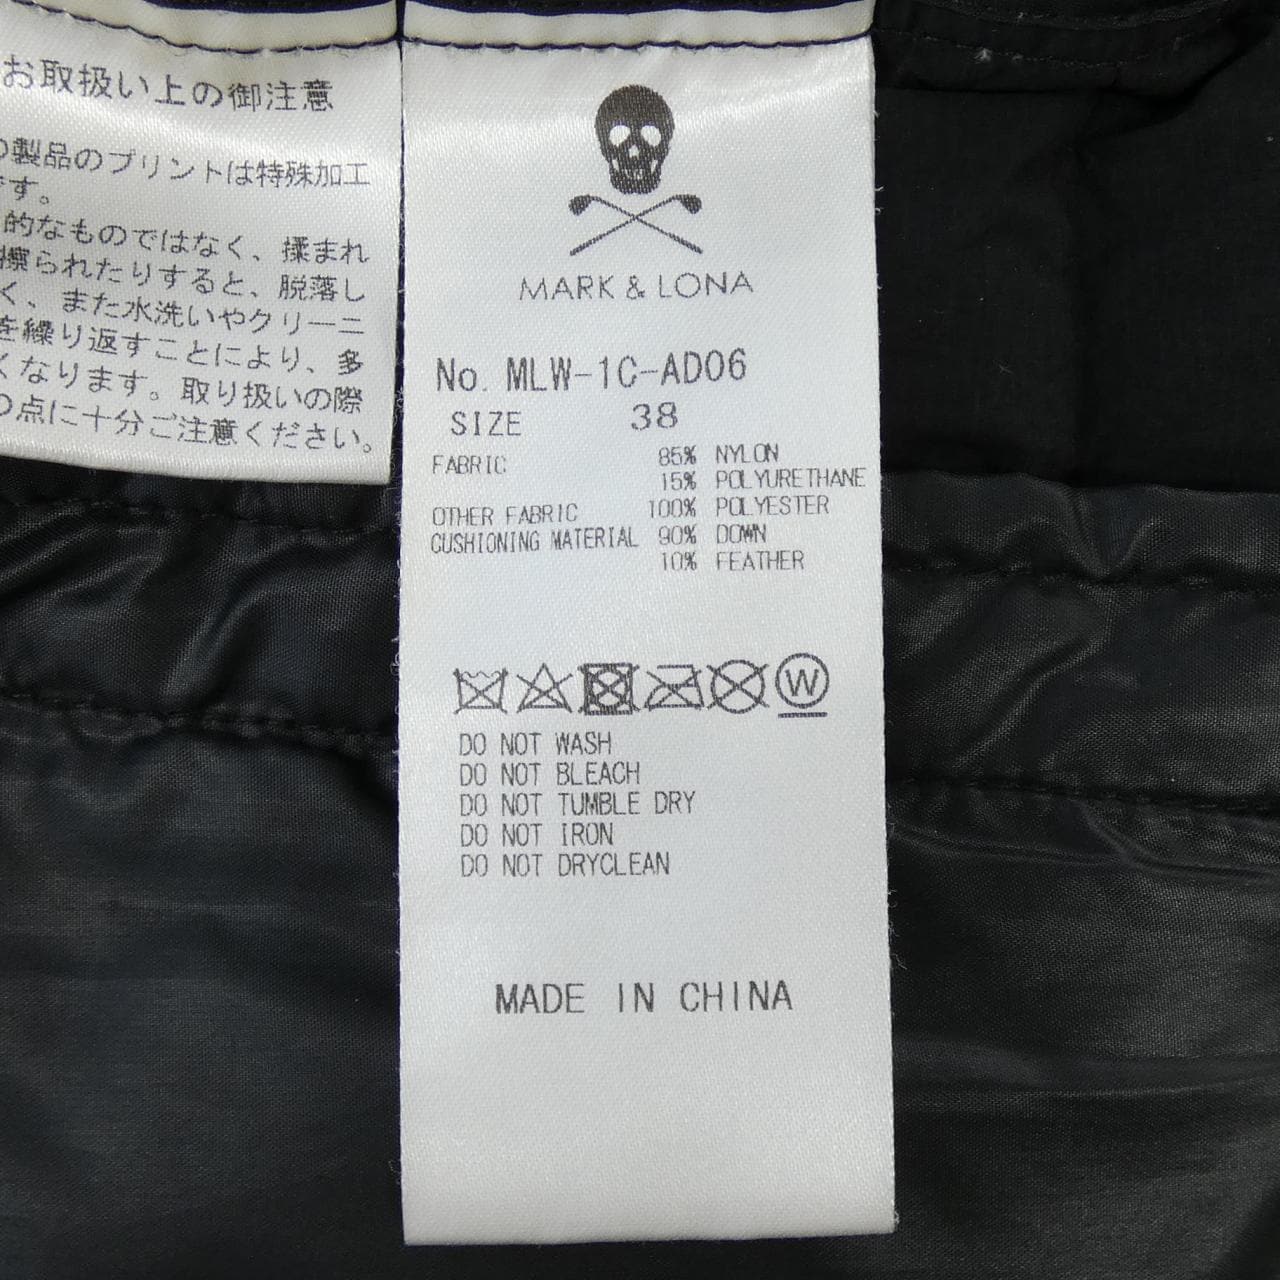 お取扱い上の御注意
製品のプリントは特殊加工
です。
的なものではなく、揉まれ
擦られたりすると、脱落し
く、また水洗いやクリーニ
を繰り返すことにより、多
くなります。取り扱いの際
の点に十分ご注意ください。
MARK & LONA
No. MLW-1C-AD06
SIZE 38
FABRIC 85% NYLON
15% POLYURETHANE
OTHER FABRIC 100% POLYESTER
CUSHIONING MATERIAL 90% DOWN
10% FEATHER
W
DO NOT WASH
DO NOT BLEACH
DO NOT TUMBLE DRY
DO NOT IRON
DO NOT DRYCLEAN
MADE IN CHINA